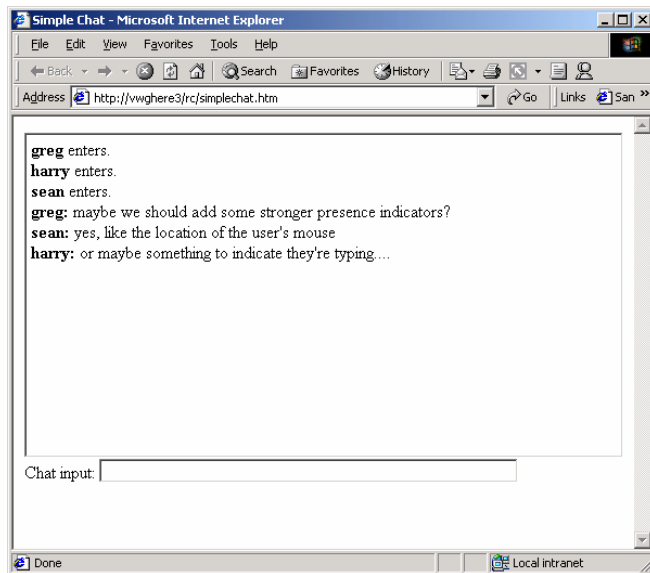 Simple Chat - Microsoft Internet Explorer
File Edit View Favorites Tools Help
Back Search Favorites History
Address http://vwghere3/rc/simplechat.htm Go Links San »
greg enters.
harry enters.
sean enters.
greg: maybe we should add some stronger presence indicators?
sean: yes, like the location of the user's mouse
harry: or maybe something to indicate they're typing....
Chat input:
Done Local intranet